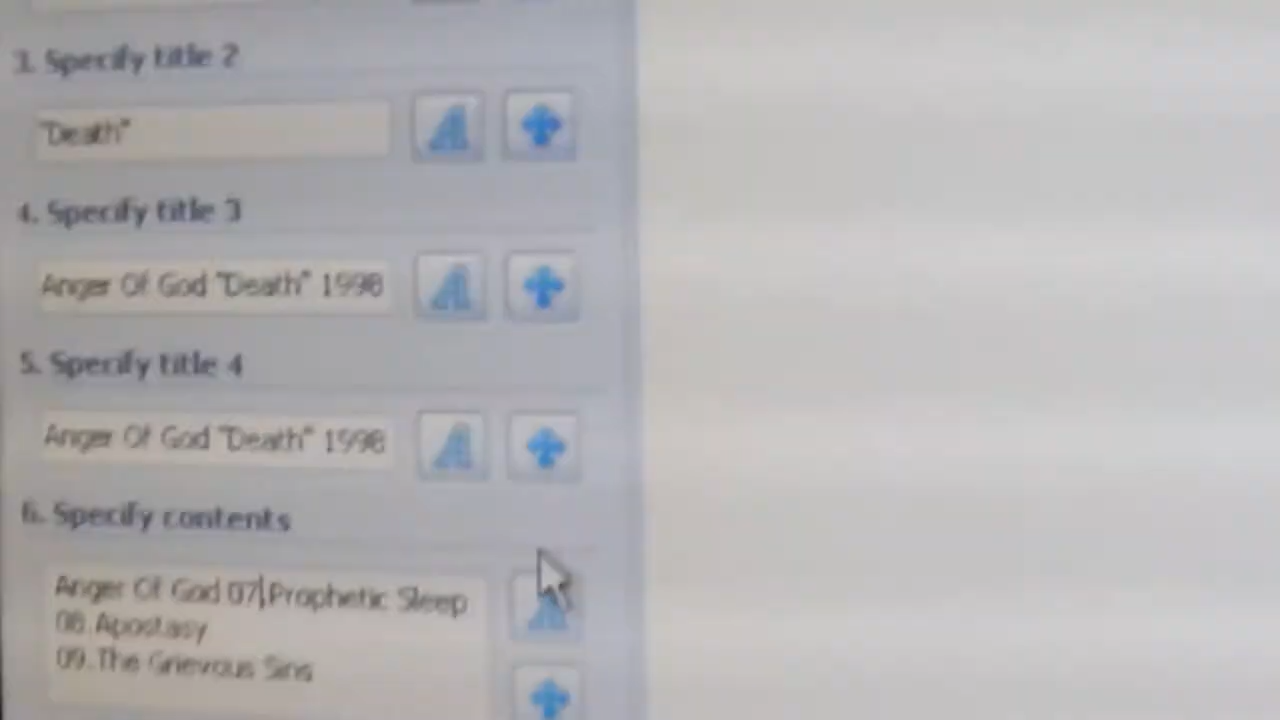 3. Specify title 2
"Death"
4. Specify title 3
Anger Of God "Death" 1998
5. Specify title 4
Anger Of God "Death" 1998
6. Specify contents
Anger Of God 07.Prophetic Sleep
08.Apostasy
09.The Grievous Sins